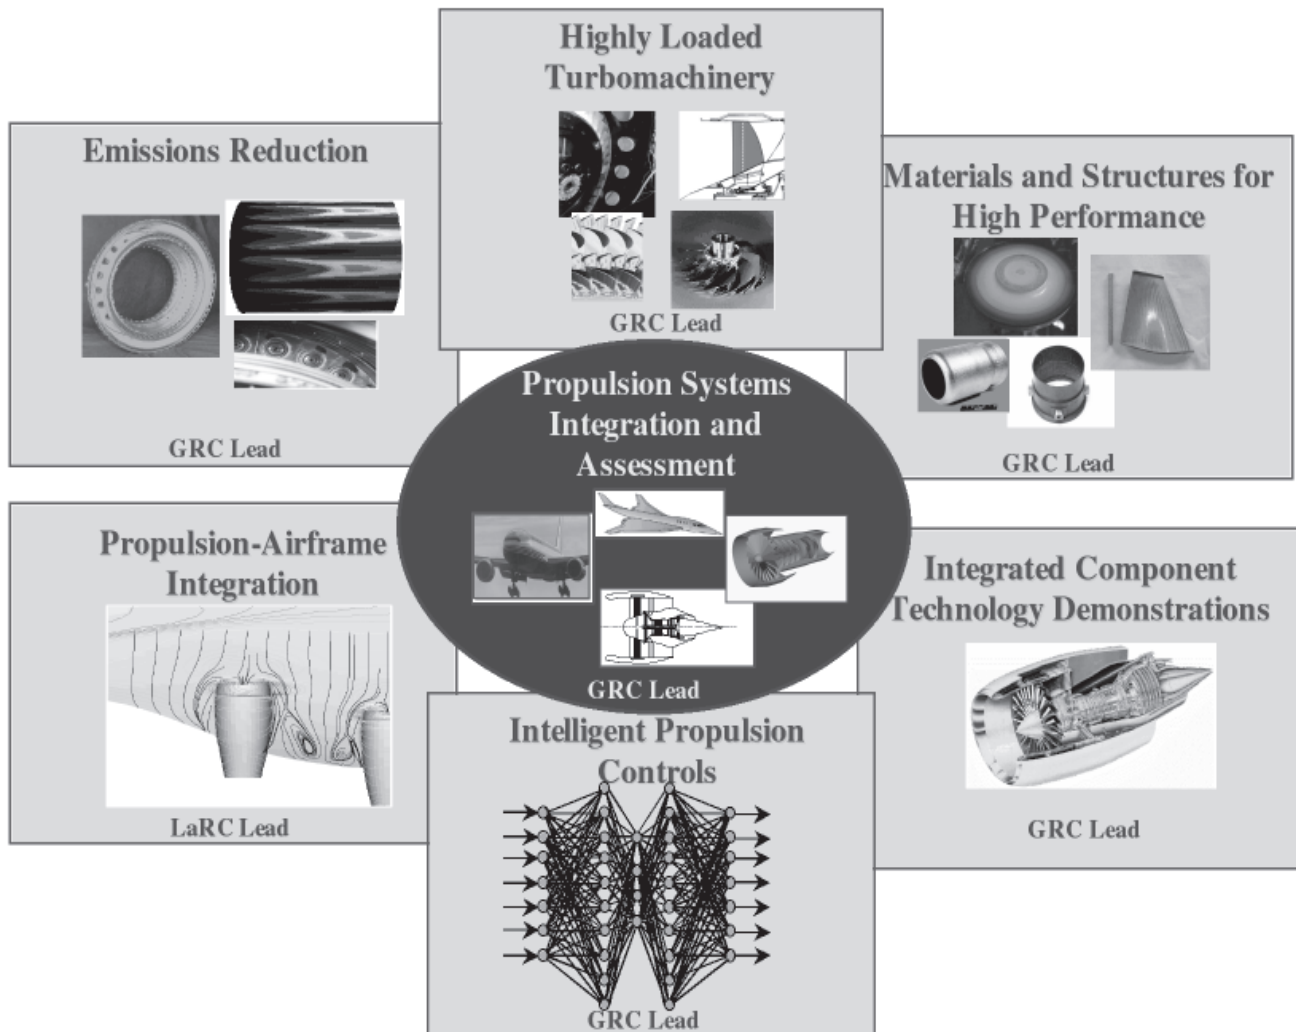 Highly Loaded
Turbomachinery
GRC Lead
Emissions Reduction
GRC Lead
Materials and Structures for
High Performance
GRC Lead
Propulsion Systems
Integration and
Assessment
GRC Lead
Propulsion-Airframe
Integration
LaRC Lead
Integrated Component
Technology Demonstrations
GRC Lead
Intelligent Propulsion
Controls
GRC Lead